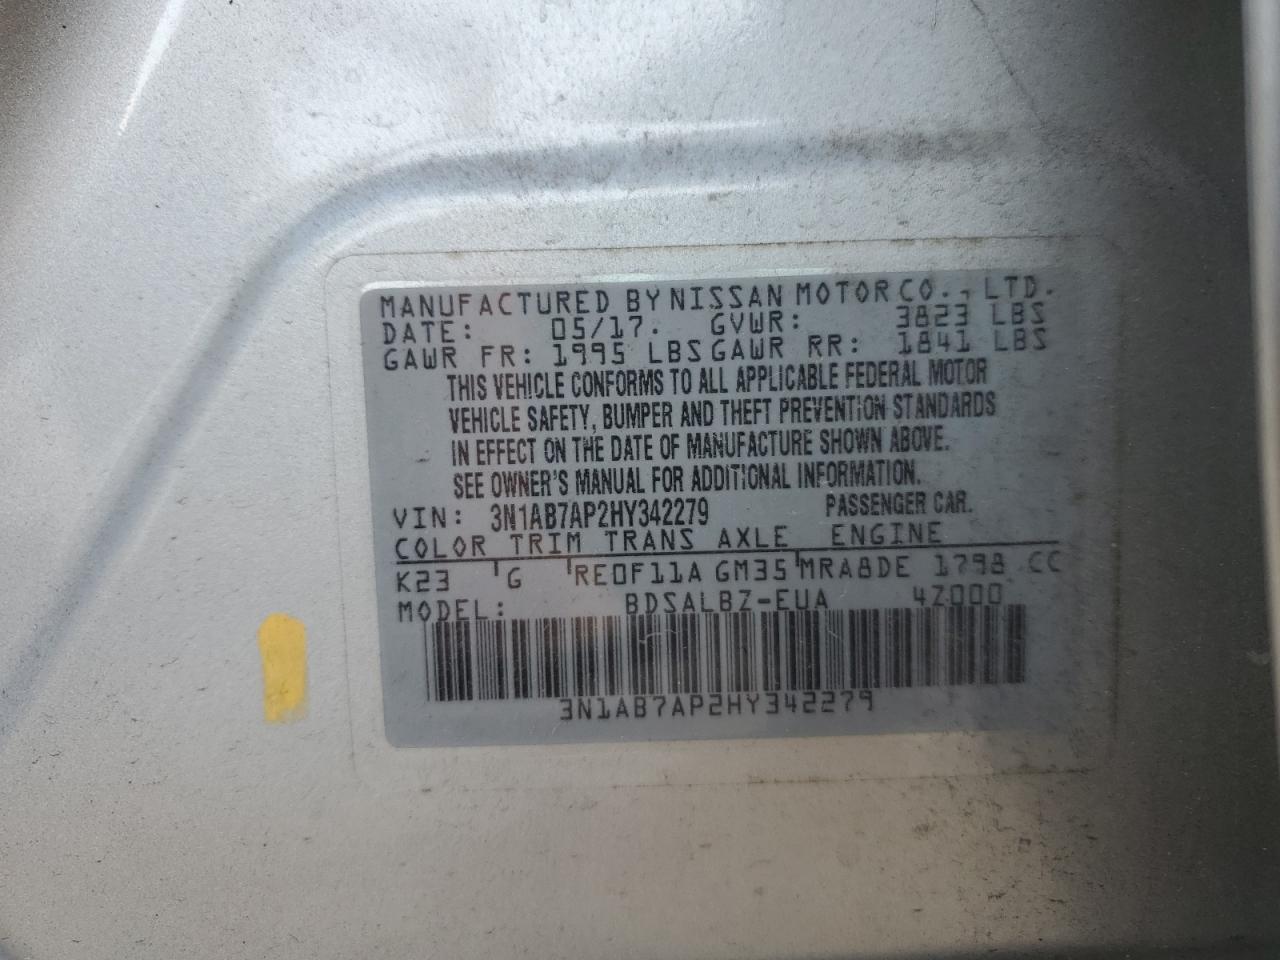 MANUFACTURED BY NISSAN MOTOR CO., LTD.
DATE: 05/17. GVWR: 3823 LBS
GAWR FR: 1995 LBS GAWR RR: 1841 LBS
THIS VEHICLE CONFORMS TO ALL APPLICABLE FEDERAL MOTOR
VEHICLE SAFETY, BUMPER AND THEFT PREVENTION STANDARDS
IN EFFECT ON THE DATE OF MANUFACTURE SHOWN ABOVE.
SEE OWNER'S MANUAL FOR ADDITIONAL INFORMATION.
VIN: 3N1AB7AP2HY342279 PASSENGER CAR.
COLOR TRIM TRANS AXLE ENGINE
K23 G RE0F11A GM35 MRA8DE 1798 CC
MODEL: BDSALBZ-EUA 4Z000
3N1AB7AP2HY342279